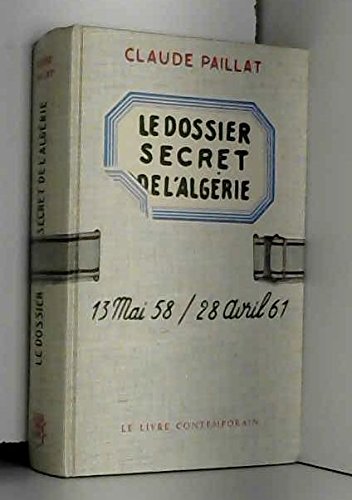 CLAUDE PAILLAT
LE DOSSIER
SECRET
DE L'ALGÉRIE
13 Mai 58 / 28 Avril 61
LE LIVRE CONTEMPORAIN
LE DOSSIER SECRET DE L'ALGÉRIE